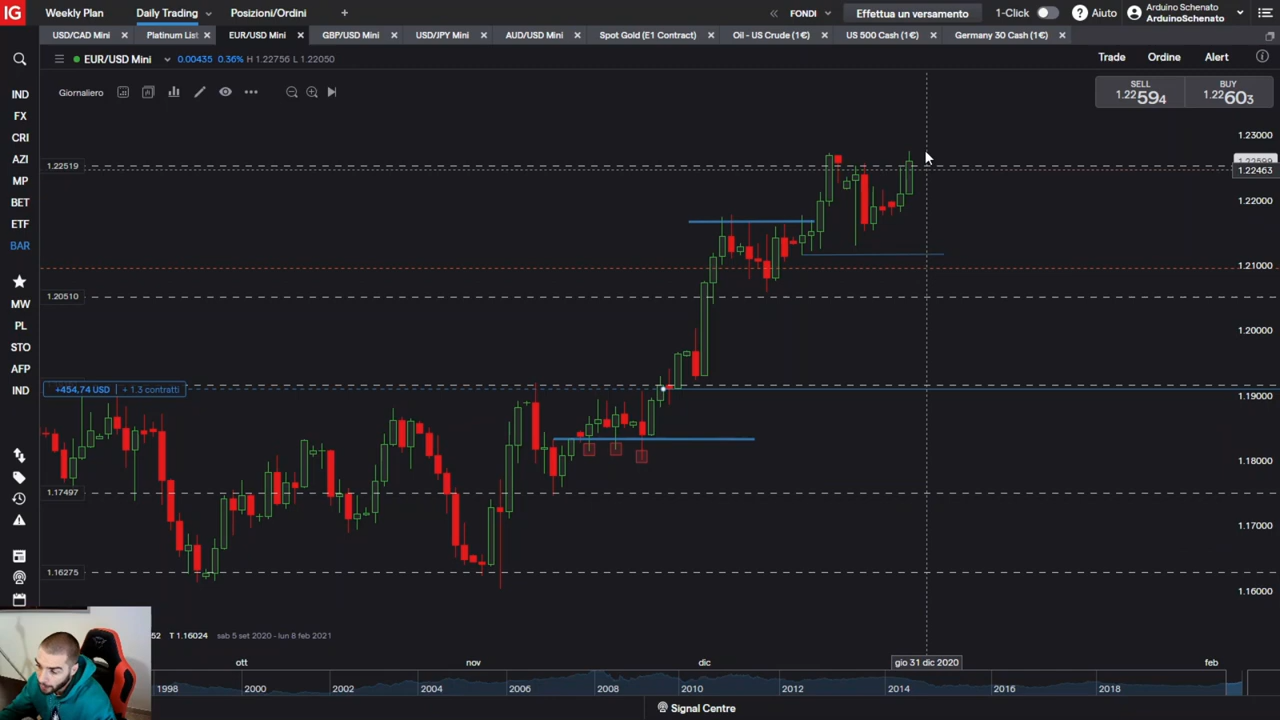 IG Weekly Plan Daily Trading Posizioni/Ordini + « FONDI Effettua un versamento 1-Click Aiuto Arduino Schenato
ArduinoSchenato
USD/CAD Mini × Platinum List × EUR/USD Mini × GBP/USD Mini × USD/JPY Mini × AUD/USD Mini × Spot Gold (E1 Contract) × Oil - US Crude (1€) × US 500 Cash (1€) × Germany 30 Cash (1€) ×
EUR/USD Mini 0.00435 0.36% H 1.22756 L 1.22050 Trade Ordine Alert
Giornaliero
SELL BUY
1.22594 1.22603
IND
FX
CRI
AZI
MP
BET
ETF
BAR
MW
PL
STO
AFP
IND
1.22519
1.20510
+454,74 USD + 1.3 contratti
1.17497
1.16275
1.23000
1.22463
1.22000
1.21000
1.20000
1.19000
1.18000
1.17000
1.16000
52 T 1.16024 sab 5 set 2020 - lun 8 feb 2021
ott nov dic gio 31 dic 2020 feb
1998 2000 2002 2004 2006 2008 2010 2012 2014 2016 2018
Signal Centre